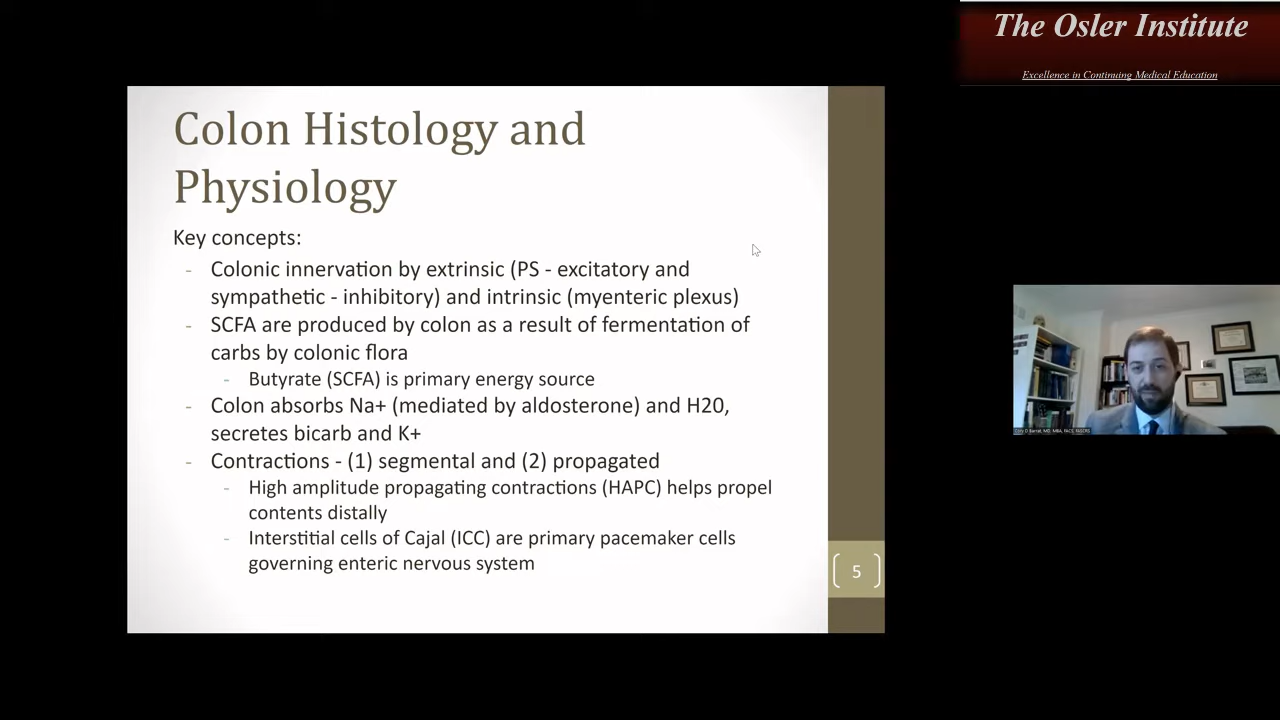 The Osler Institute
Excellence in Continuing Medical Education
Colon Histology and
Physiology
Key concepts:
- Colonic innervation by extrinsic (PS - excitatory and
sympathetic - inhibitory) and intrinsic (myenteric plexus)
- SCFA are produced by colon as a result of fermentation of
carbs by colonic flora
- Butyrate (SCFA) is primary energy source
- Colon absorbs Na+ (mediated by aldosterone) and H20,
secretes bicarb and K+
- Contractions - (1) segmental and (2) propagated
- High amplitude propagating contractions (HAPC) helps propel
contents distally
- Interstitial cells of Cajal (ICC) are primary pacemaker cells
governing enteric nervous system
5
MD, MBA, FACS, FASCRS